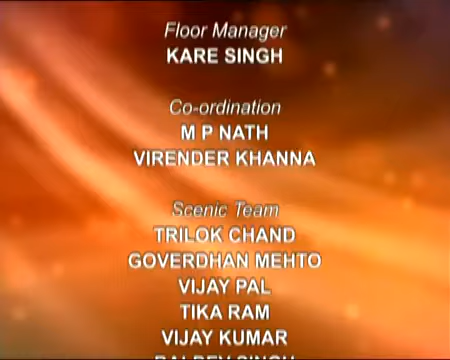 Floor Manager
KARE SINGH
Co-ordination
M P NATH
VIRENDER KHANNA
Scenic Team
TRILOK CHAND
GOVERDHAN MEHTO
VIJAY PAL
TIKA RAM
VIJAY KUMAR